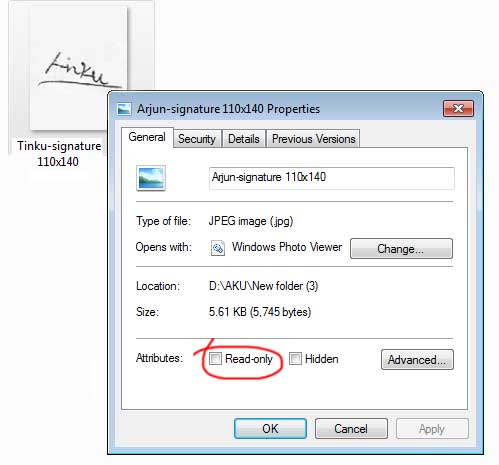 tinku
Tinku-signature
110x140
Arjun-signature 110x140 Properties
General Security Details Previous Versions
Arjun-signature 110x140
Type of file: JPEG image (.jpg)
Opens with: Windows Photo Viewer Change...
Location: D:\AKU\New folder (3)
Size: 5.61 KB (5,745 bytes)
Attributes: Read-only Hidden Advanced...
OK Cancel Apply